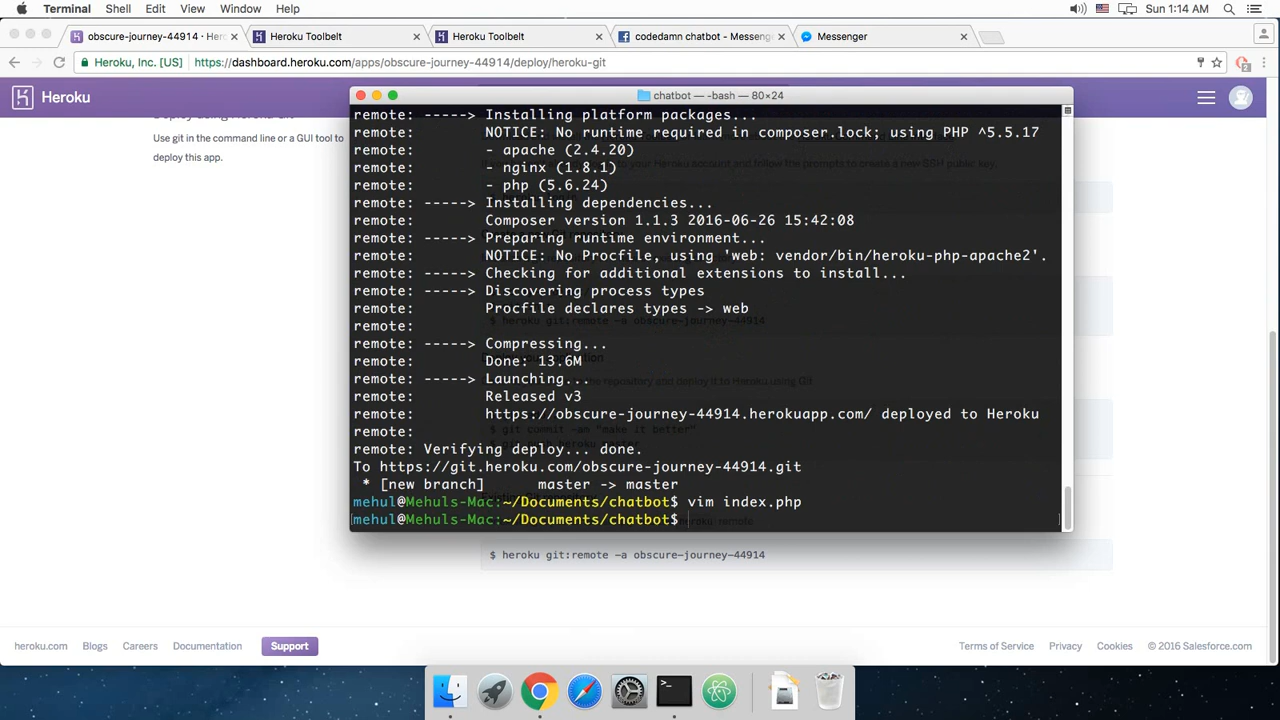 Terminal Shell Edit View Window Help Sun 1:14 AM
obscure-journey-44914 · Her Heroku Toolbelt Heroku Toolbelt codedamn chatbot - Messenge Messenger
Heroku, Inc. [US] https://dashboard.heroku.com/apps/obscure-journey-44914/deploy/heroku-git
Heroku
chatbot — -bash — 80×24
Use git in the command line or a GUI tool to
deploy this app.
remote: -----> Installing platform packages...
remote: NOTICE: No runtime required in composer.lock; using PHP ^5.5.17
remote: - apache (2.4.20)
remote: - nginx (1.8.1)
remote: - php (5.6.24)
remote: -----> Installing dependencies...
remote: Composer version 1.1.3 2016-06-26 15:42:08
remote: -----> Preparing runtime environment...
remote: NOTICE: No Procfile, using 'web: vendor/bin/heroku-php-apache2'.
remote: -----> Checking for additional extensions to install...
remote: -----> Discovering process types
remote: Procfile declares types -> web
remote:
remote: -----> Compressing...
remote: Done: 13.6M
remote: -----> Launching...
remote: Released v3
remote: https://obscure-journey-44914.herokuapp.com/ deployed to Heroku
remote:
remote: Verifying deploy... done.
To https://git.heroku.com/obscure-journey-44914.git
* [new branch] master -> master
mehul@Mehuls-Mac:~/Documents/chatbot$ vim index.php
mehul@Mehuls-Mac:~/Documents/chatbot$
$ heroku git:remote -a obscure-journey-44914
heroku.com Blogs Careers Documentation Support Terms of Service Privacy Cookies © 2016 Salesforce.com